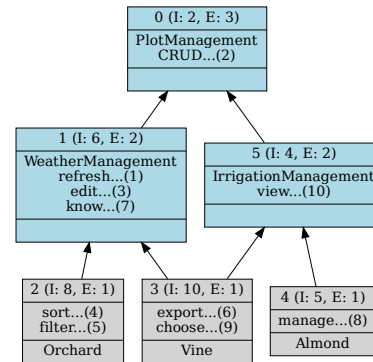 0 (I: 2, E: 3)
PlotManagement
CRUD...(2)
1 (I: 6, E: 2)
WeatherManagement
refresh...(1)
edit...(3)
know...(7)
5 (I: 4, E: 2)
IrrigationManagement
view...(10)
2 (I: 8, E: 1)
sort...(4)
filter...(5)
Orchard
3 (I: 10, E: 1)
export...(6)
choose...(9)
Vine
4 (I: 5, E: 1)
manage...(8)
Almond